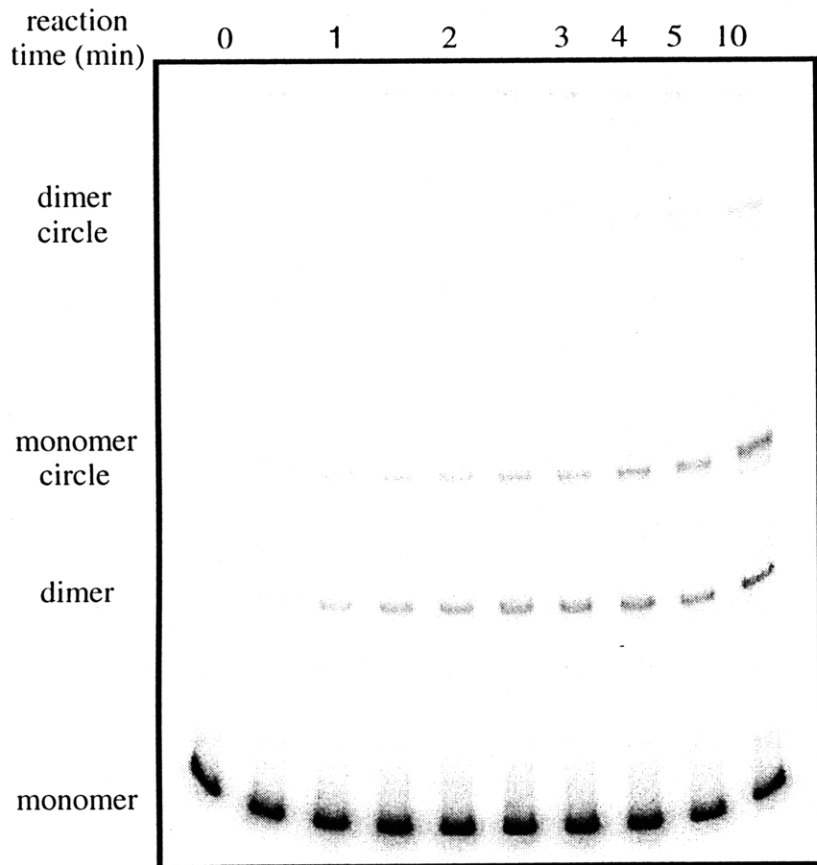 reaction
time (min)
0 1 2 3 4 5 10
dimer
circle
monomer
circle
dimer
monomer